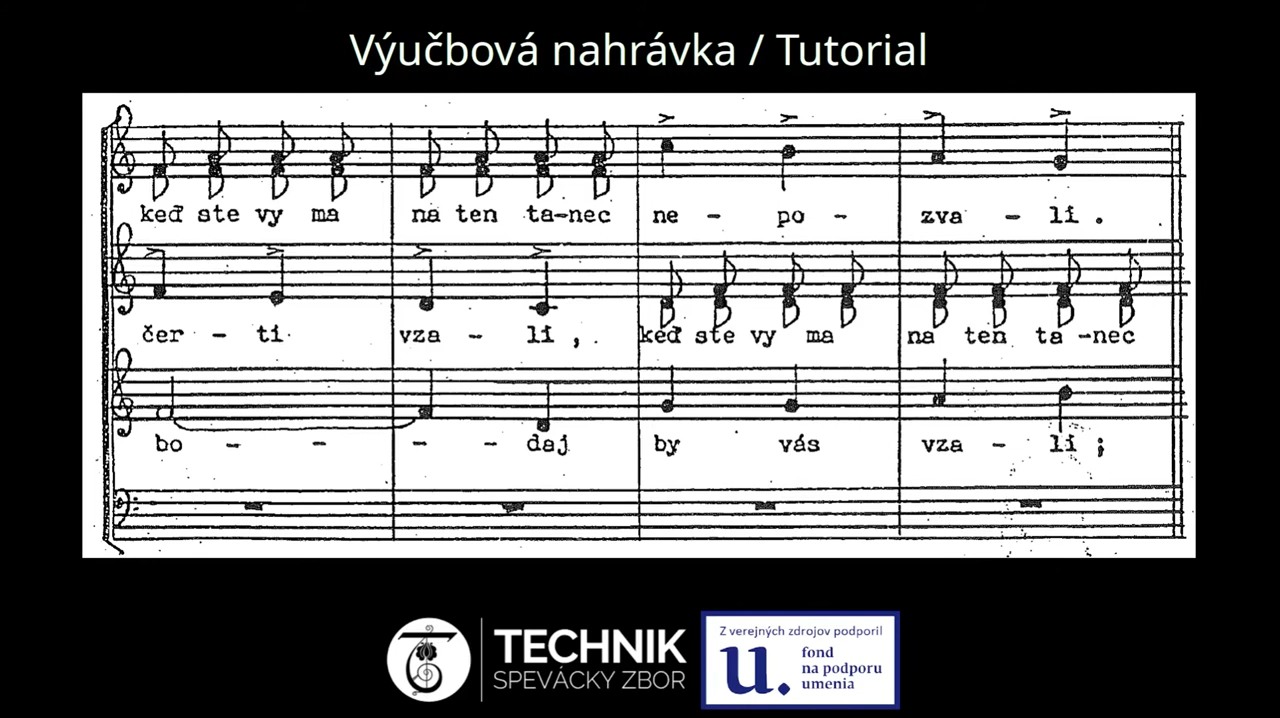 Výučbová nahrávka / Tutorial
keď ste vy ma na ten ta-nec ne - po - zva - li .
čer - ti vza - li , keď ste vy ma na ten ta -nec
bo - - - - daj by vás vza - li ;
TECHNIK
SPEVÁCKY ZBOR
Z verejných zdrojov podporil
u.
fond
na podporu
umenia